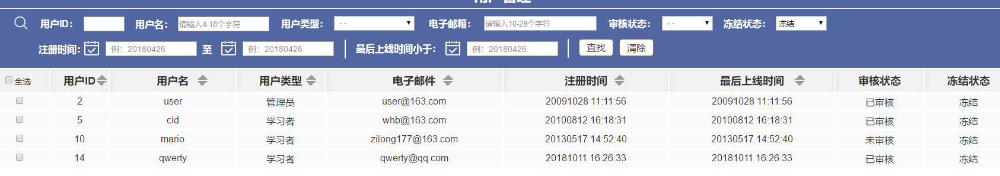 用户管理
用户ID： 用户名： 请输入4-18个字符 用户类型： - - 电子邮箱： 请输入10-28个字符 审核状态： - - 冻结状态： 冻结
注册时间： 例：20180426 至 例：20180426 最后上线时间小于： 例：20180426 查找 清除
全选 用户ID 用户名 用户类型 电子邮件 注册时间 最后上线时间 审核状态 冻结状态
2 user 管理员 user@163.com 20091028 11:11:56 20091028 11:11:56 已审核 冻结
5 cld 学习者 whb@163.com 20100812 16:18:31 20100812 16:18:31 已审核 冻结
10 mario 学习者 zilong177@163.com 20130517 14:52:40 20130517 14:52:40 未审核 冻结
14 qwerty 学习者 qwerty@qq.com 20181011 16:26:33 20181011 16:26:33 已审核 冻结